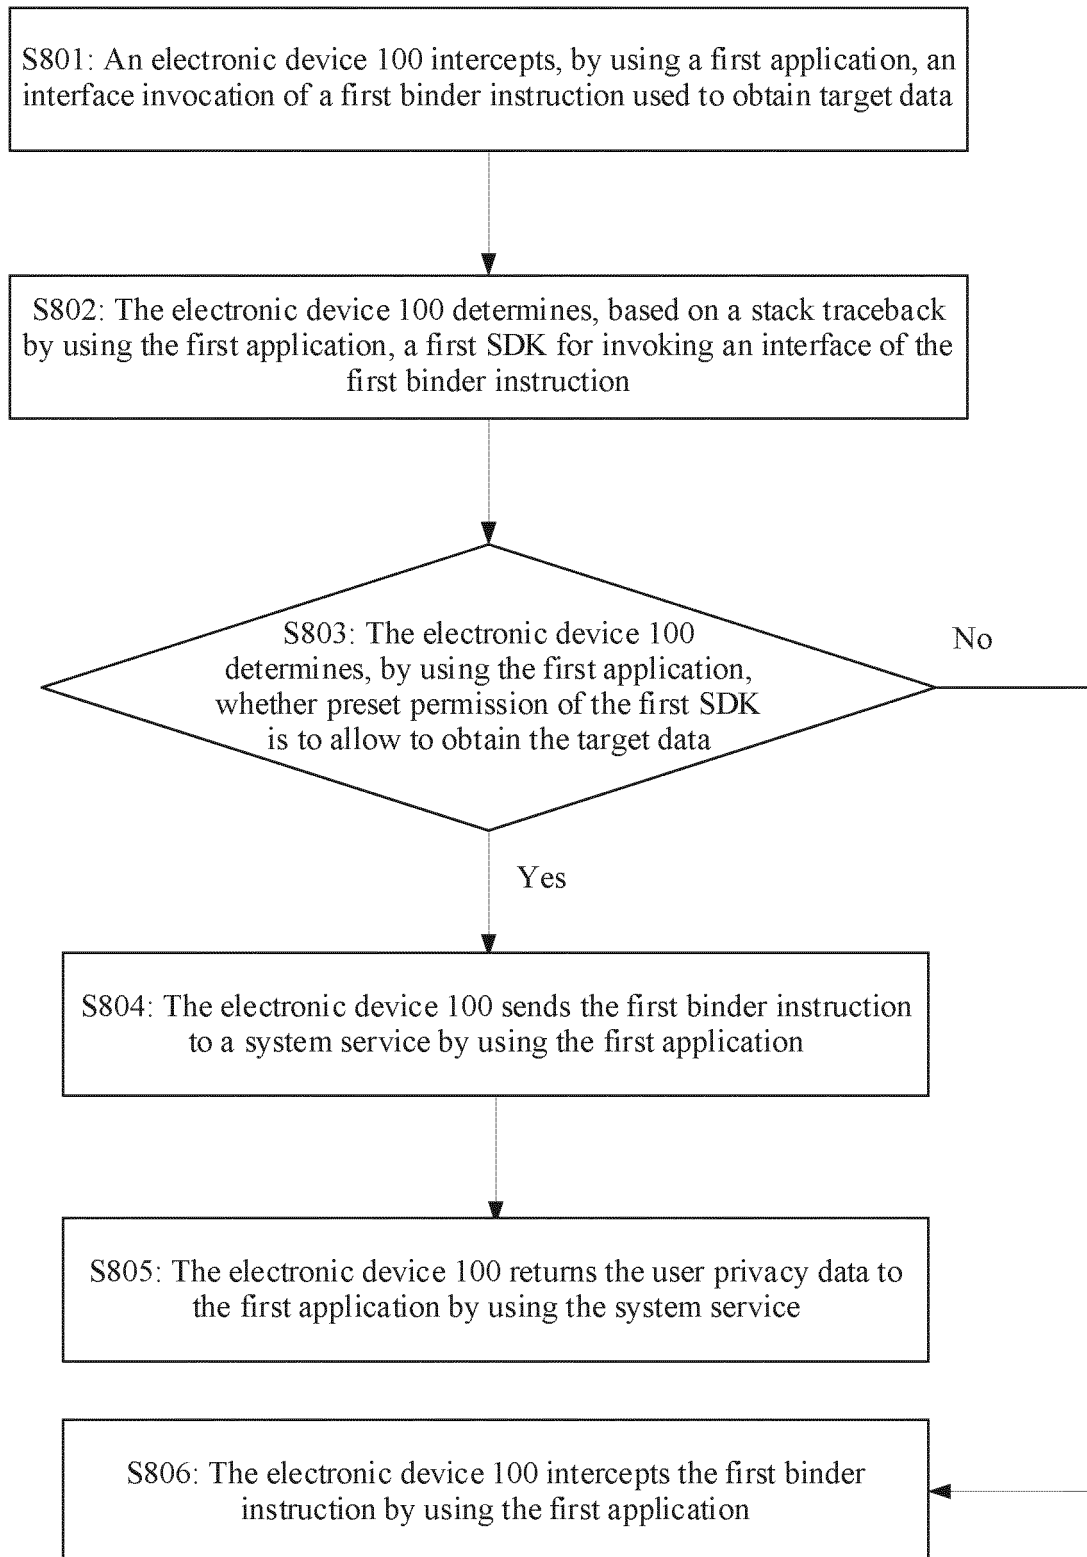 S801: An electronic device 100 intercepts, by using a first application, an
interface invocation of a first binder instruction used to obtain target data
S802: The electronic device 100 determines, based on a stack traceback
by using the first application, a first SDK for invoking an interface of the
first binder instruction
S803: The electronic device 100
determines, by using the first application,
whether preset permission of the first SDK
is to allow to obtain the target data
No
Yes
S804: The electronic device 100 sends the first binder instruction
to a system service by using the first application
S805: The electronic device 100 returns the user privacy data to
the first application by using the system service
S806: The electronic device 100 intercepts the first binder
instruction by using the first application